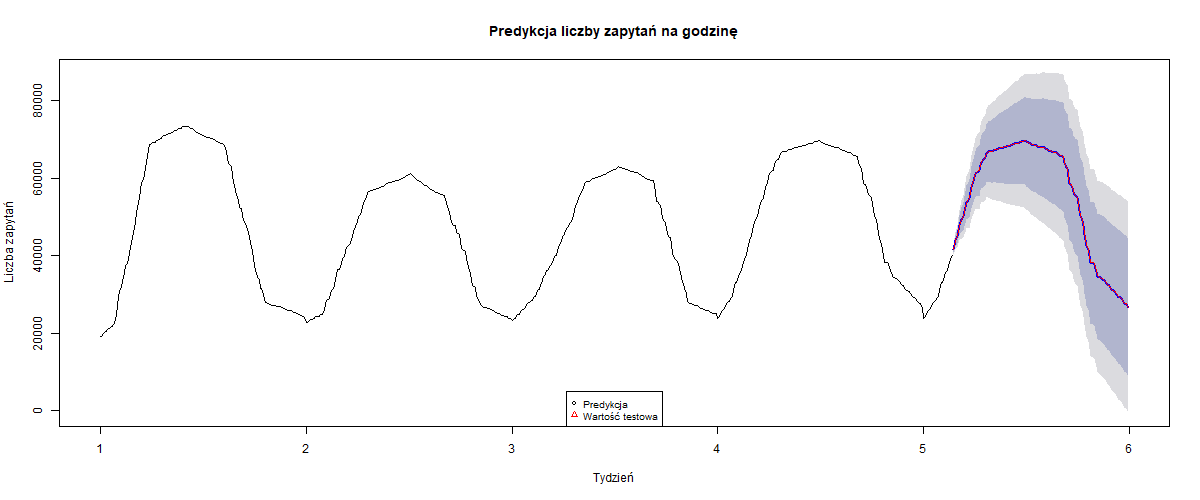 Predykcja liczby zapytań na godzinę
Liczba zapytań
80000
60000
40000
20000
0
Predykcja
Wartość testowa
1 2 3 4 5 6
Tydzień